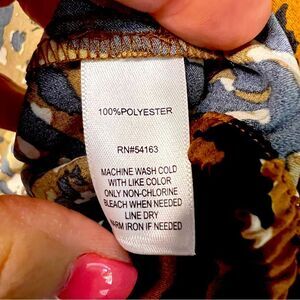 100%POLYESTER
RN#54163
MACHINE WASH COLD
WITH LIKE COLOR
ONLY NON-CHLORINE
BLEACH WHEN NEEDED
LINE DRY
WARM IRON IF NEEDED